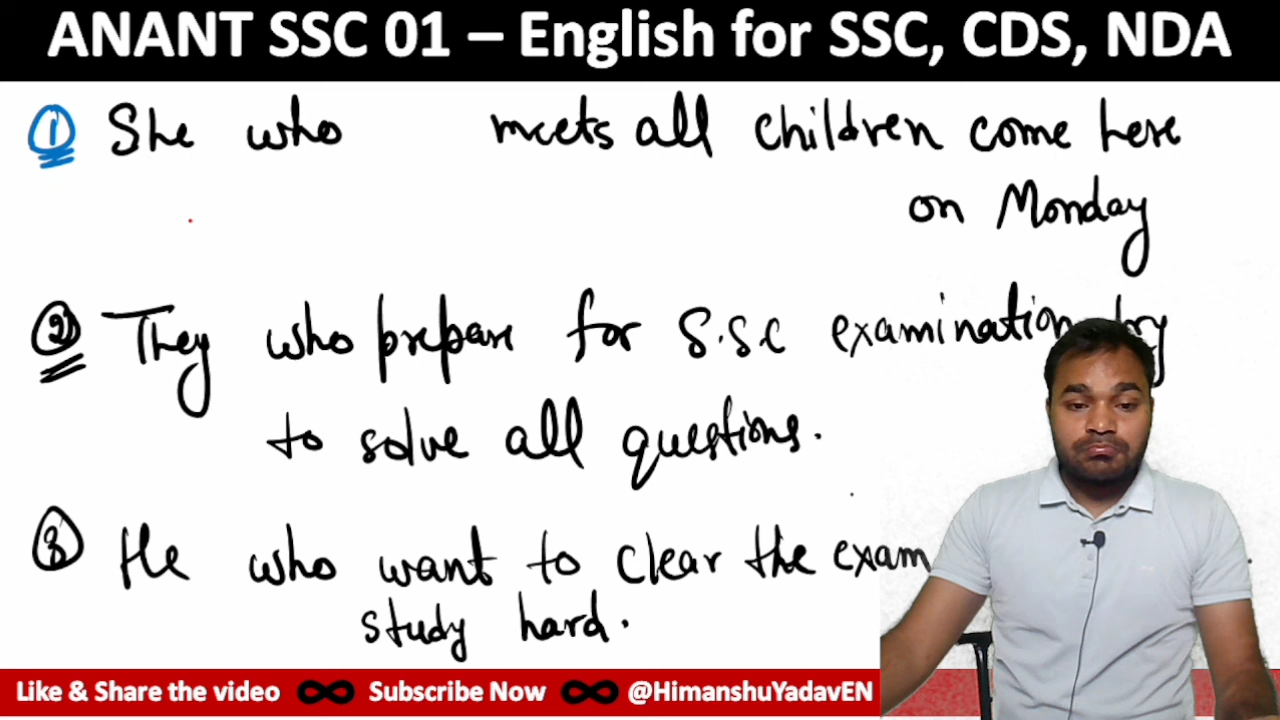 ANANT SSC 01 – English for SSC, CDS, NDA
① She who meets all children come here
on Monday
② They who prepare for S.SC examination try
to solve all questions.
③ He who want to clear the exam
study hard.
Like & Share the video ∞ Subscribe Now ∞ @HimanshuYadavEN